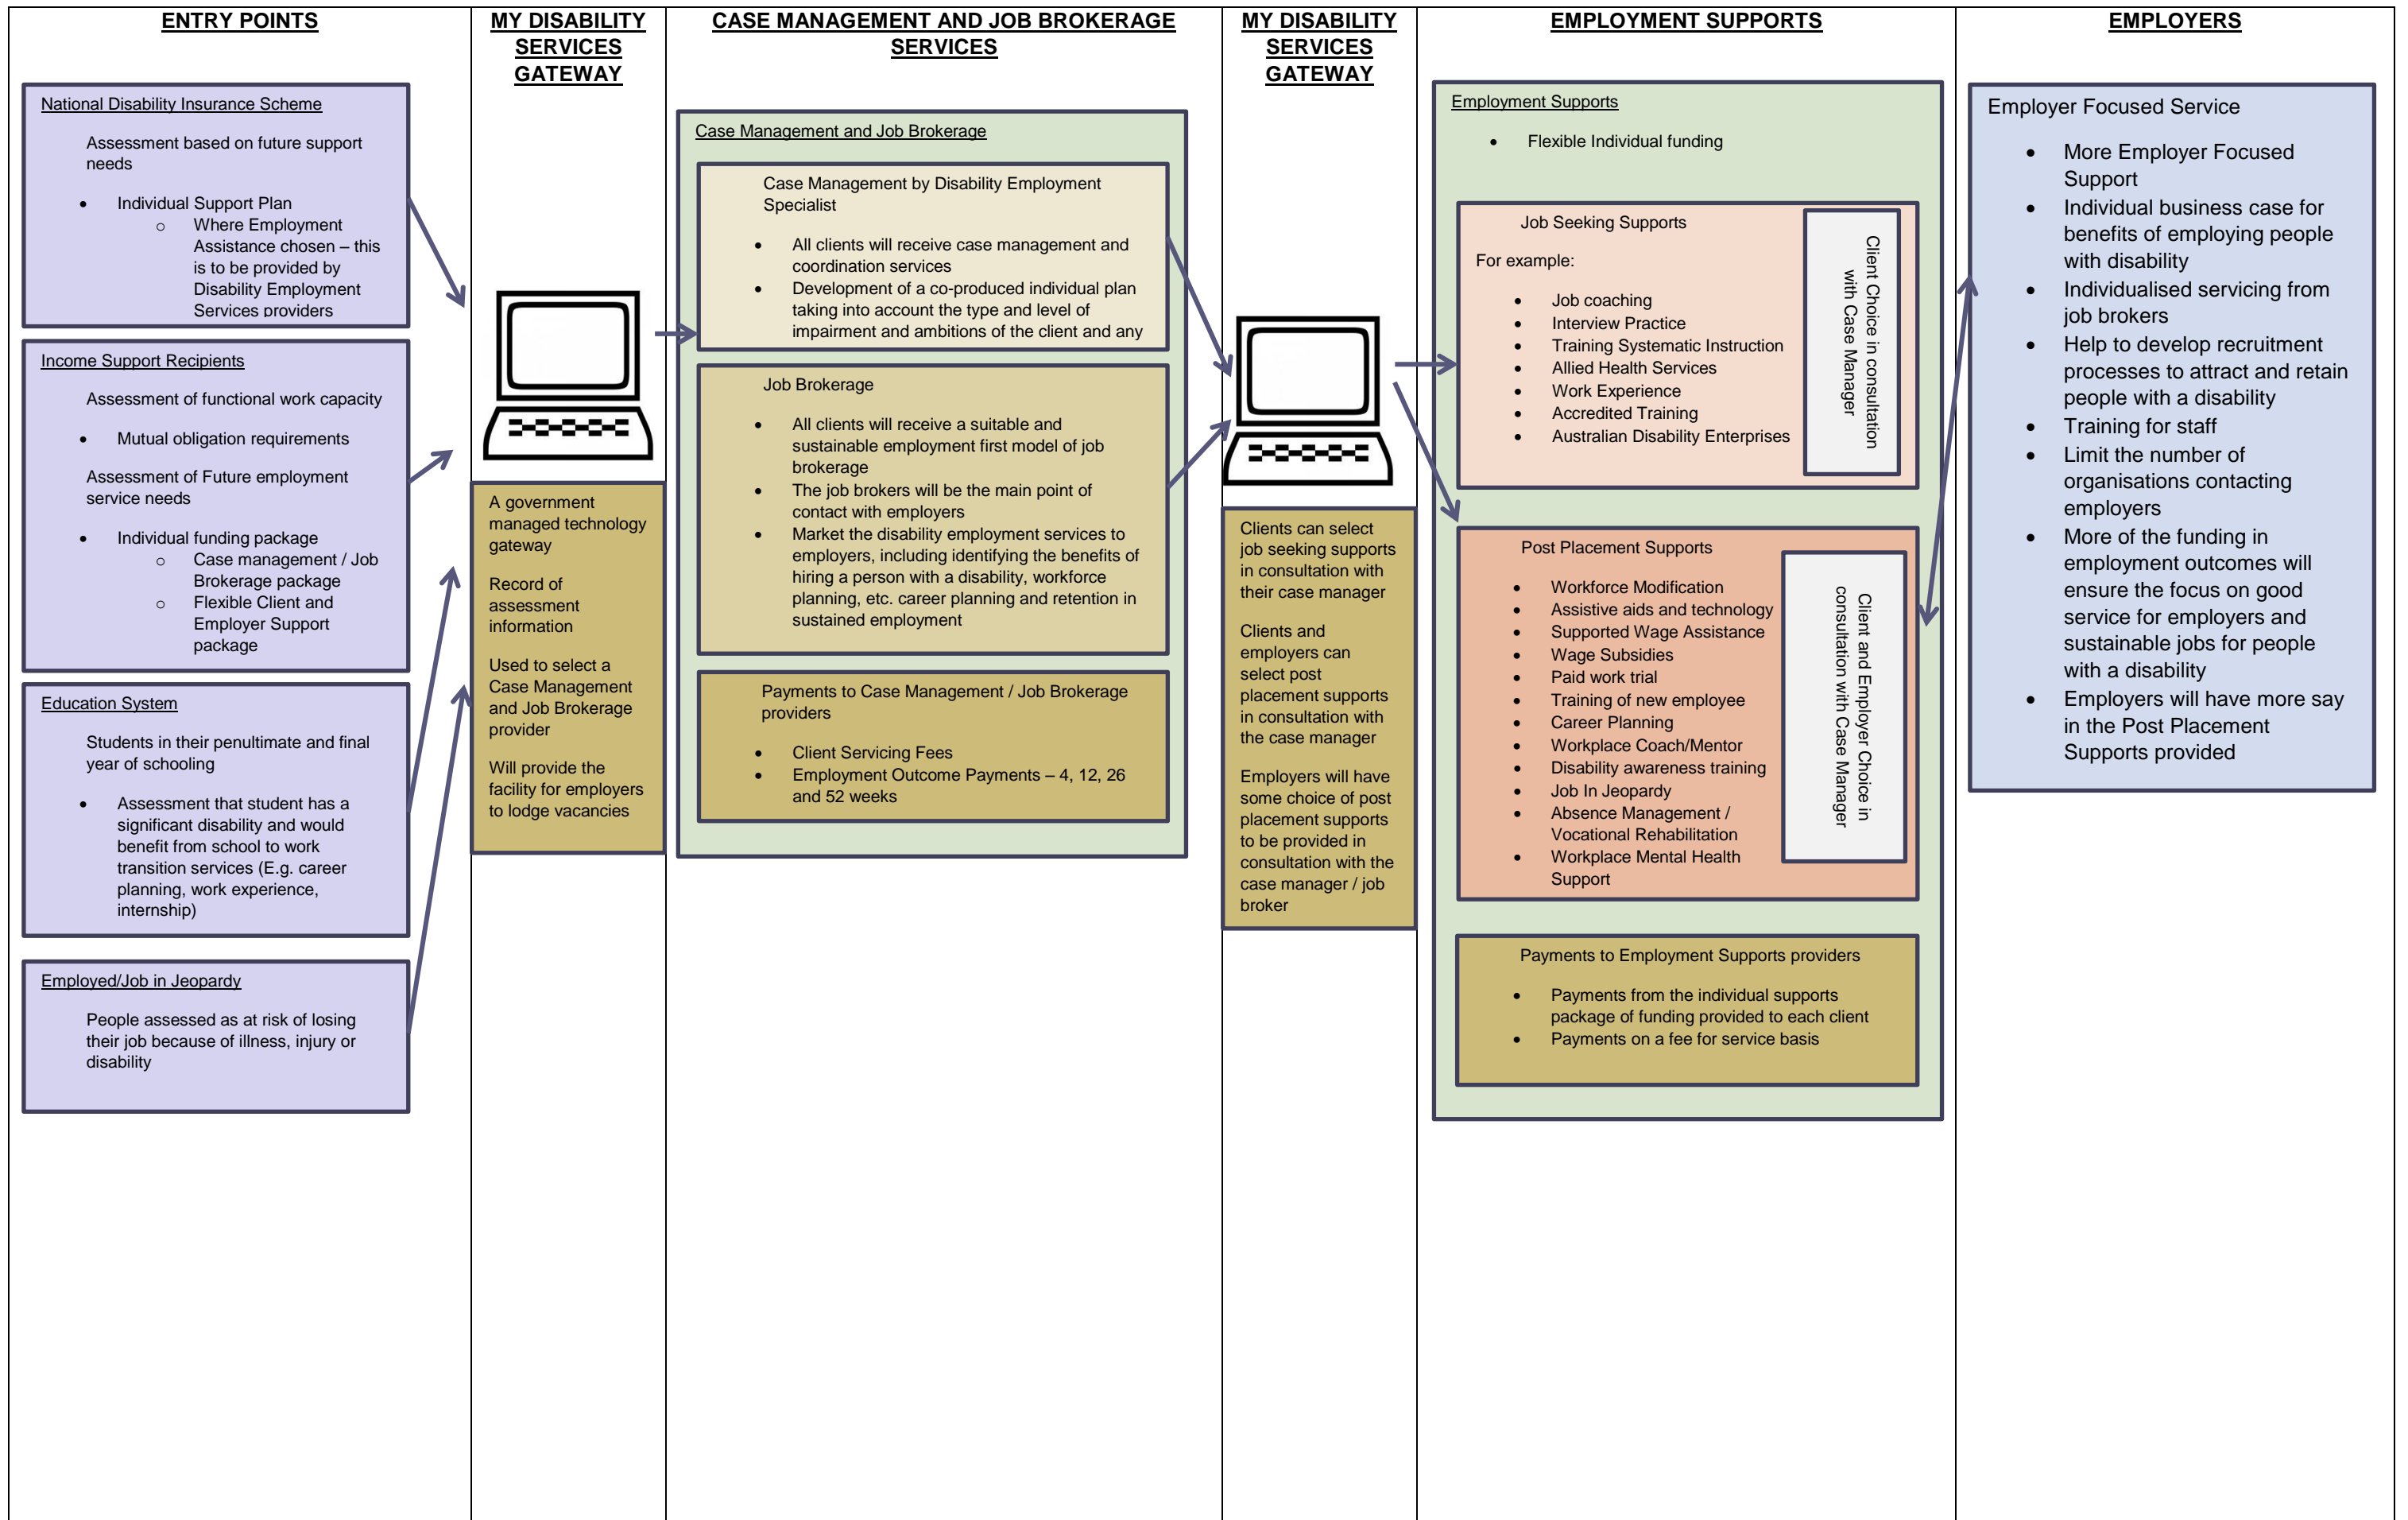 ENTRY POINTS
National Disability Insurance Scheme
Assessment based on future support
needs
• Individual Support Plan
o Where Employment
Assistance chosen – this
is to be provided by
Disability Employment
Services providers
Income Support Recipients
Assessment of functional work capacity
• Mutual obligation requirements
Assessment of Future employment
service needs
• Individual funding package
o Case management / Job
Brokerage package
o Flexible Client and
Employer Support
package
Education System
Students in their penultimate and final
year of schooling
• Assessment that student has a
significant disability and would
benefit from school to work
transition services (E.g. career
planning, work experience,
internship)
Employed/Job in Jeopardy
People assessed as at risk of losing
their job because of illness, injury or
disability
MY DISABILITY
SERVICES
GATEWAY
A government
managed technology
gateway
Record of
assessment
information
Used to select a
Case Management
and Job Brokerage
provider
Will provide the
facility for employers
to lodge vacancies
CASE MANAGEMENT AND JOB BROKERAGE
SERVICES
Case Management and Job Brokerage
Case Management by Disability Employment
Specialist
• All clients will receive case management and
coordination services
• Development of a co-produced individual plan
taking into account the type and level of
impairment and ambitions of the client and any
Job Brokerage
• All clients will receive a suitable and
sustainable employment first model of job
brokerage
• The job brokers will be the main point of
contact with employers
• Market the disability employment services to
employers, including identifying the benefits of
hiring a person with a disability, workforce
planning, etc. career planning and retention in
sustained employment
Payments to Case Management / Job Brokerage
providers
• Client Servicing Fees
• Employment Outcome Payments – 4, 12, 26
and 52 weeks
MY DISABILITY
SERVICES
GATEWAY
Clients can select
job seeking supports
in consultation with
their case manager
Clients and
employers can
select post
placement supports
in consultation with
the case manager
Employers will have
some choice of post
placement supports
to be provided in
consultation with the
case manager / job
broker
EMPLOYMENT SUPPORTS
Employment Supports
• Flexible Individual funding
Job Seeking Supports
For example:
• Job coaching
• Interview Practice
• Training Systematic Instruction
• Allied Health Services
• Work Experience
• Accredited Training
• Australian Disability Enterprises
Client Choice in consultation
with Case Manager
Post Placement Supports
• Workforce Modification
• Assistive aids and technology
• Supported Wage Assistance
• Wage Subsidies
• Paid work trial
• Training of new employee
• Career Planning
• Workplace Coach/Mentor
• Disability awareness training
• Job In Jeopardy
• Absence Management /
Vocational Rehabilitation
• Workplace Mental Health
Support
Client and Employer Choice in
consultation with Case Manager
Payments to Employment Supports providers
• Payments from the individual supports
package of funding provided to each client
• Payments on a fee for service basis
EMPLOYERS
Employer Focused Service
• More Employer Focused
Support
• Individual business case for
benefits of employing people
with disability
• Individualised servicing from
job brokers
• Help to develop recruitment
processes to attract and retain
people with a disability
• Training for staff
• Limit the number of
organisations contacting
employers
• More of the funding in
employment outcomes will
ensure the focus on good
service for employers and
sustainable jobs for people
with a disability
• Employers will have more say
in the Post Placement
Supports provided